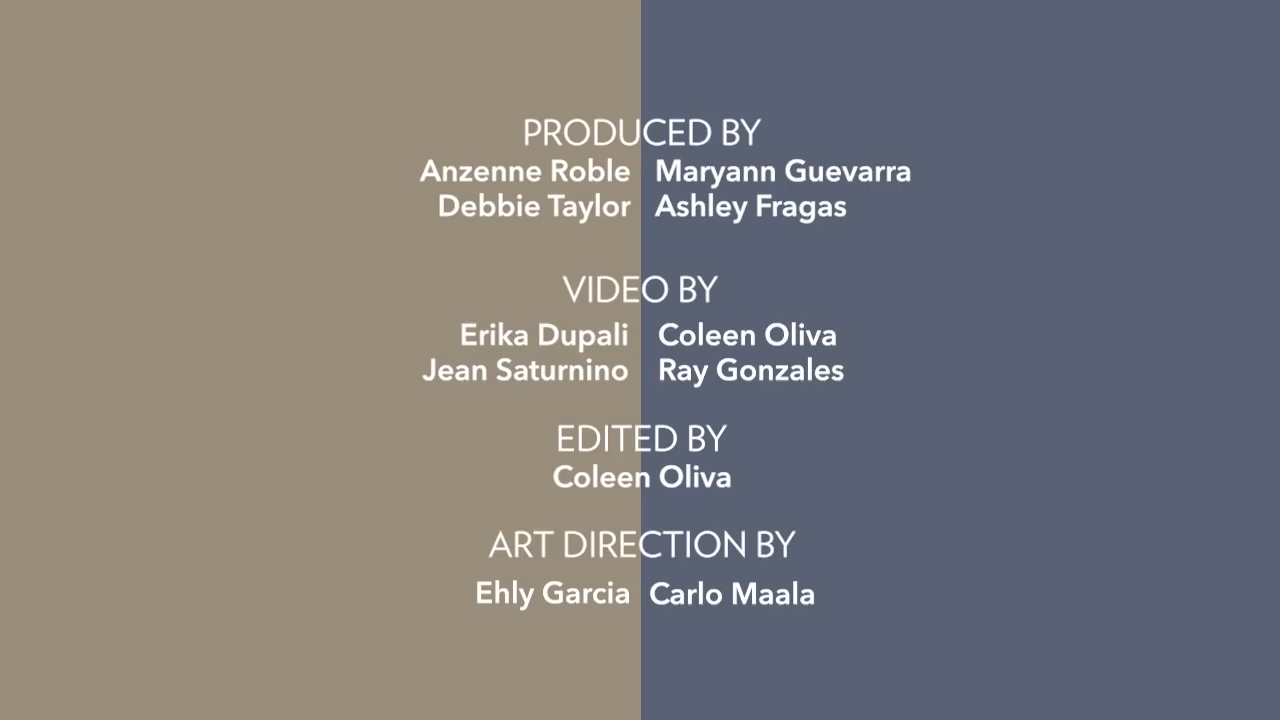 PRODUCED BY
Anzenne Roble Maryann Guevarra
Debbie Taylor Ashley Fragas
VIDEO BY
Erika Dupali Coleen Oliva
Jean Saturnino Ray Gonzales
EDITED BY
Coleen Oliva
ART DIRECTION BY
Ehly Garcia Carlo Maala